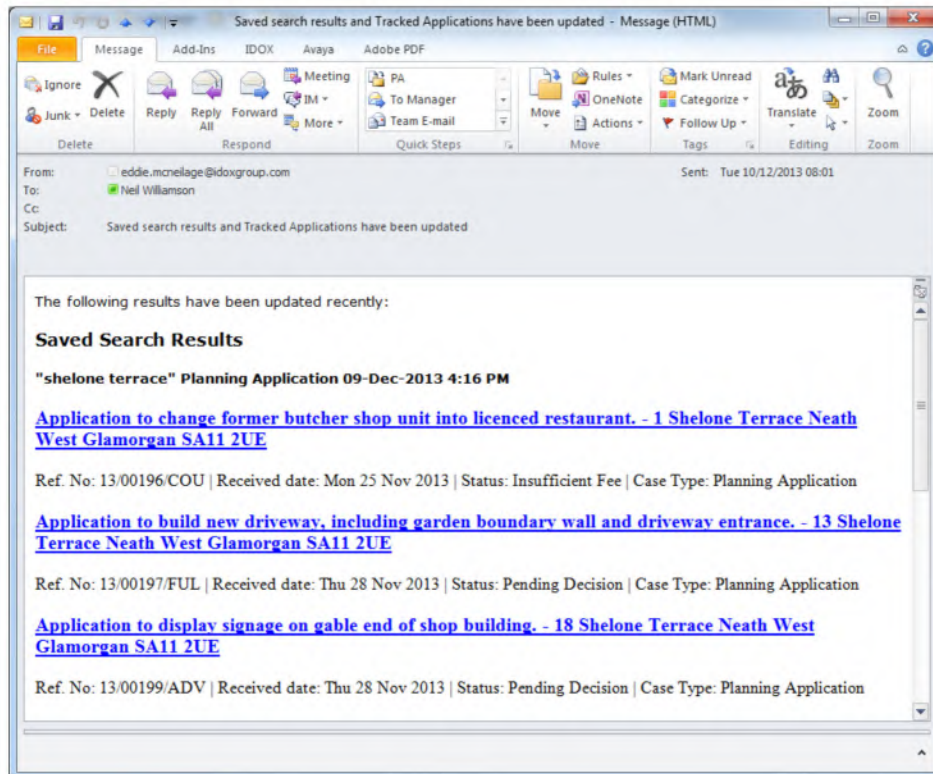 Saved search results and Tracked Applications have been updated - Message (HTML)
File Message Add-Ins IDOX Avaya Adobe PDF
Ignore
Junk
Delete
Reply
Reply All
Forward
Meeting
IM
More
PA
To Manager
Team E-mail
Move
Rules
OneNote
Actions
Mark Unread
Categorize
Follow Up
Translate
Zoom
Delete Respond Quick Steps Move Tags Editing Zoom
From: eddie.mcneilage@idoxgroup.com Sent: Tue 10/12/2013 08:01
To: Neil Williamson
Cc:
Subject: Saved search results and Tracked Applications have been updated
The following results have been updated recently:
Saved Search Results
"shelone terrace" Planning Application 09-Dec-2013 4:16 PM
Application to change former butcher shop unit into licenced restaurant. - 1 Shelone Terrace Neath
West Glamorgan SA11 2UE
Ref. No: 13/00196/COU | Received date: Mon 25 Nov 2013 | Status: Insufficient Fee | Case Type: Planning Application
Application to build new driveway, including garden boundary wall and driveway entrance. - 13 Shelone
Terrace Neath West Glamorgan SA11 2UE
Ref. No: 13/00197/FUL | Received date: Thu 28 Nov 2013 | Status: Pending Decision | Case Type: Planning Application
Application to display signage on gable end of shop building. - 18 Shelone Terrace Neath West
Glamorgan SA11 2UE
Ref. No: 13/00199/ADV | Received date: Thu 28 Nov 2013 | Status: Pending Decision | Case Type: Planning Application